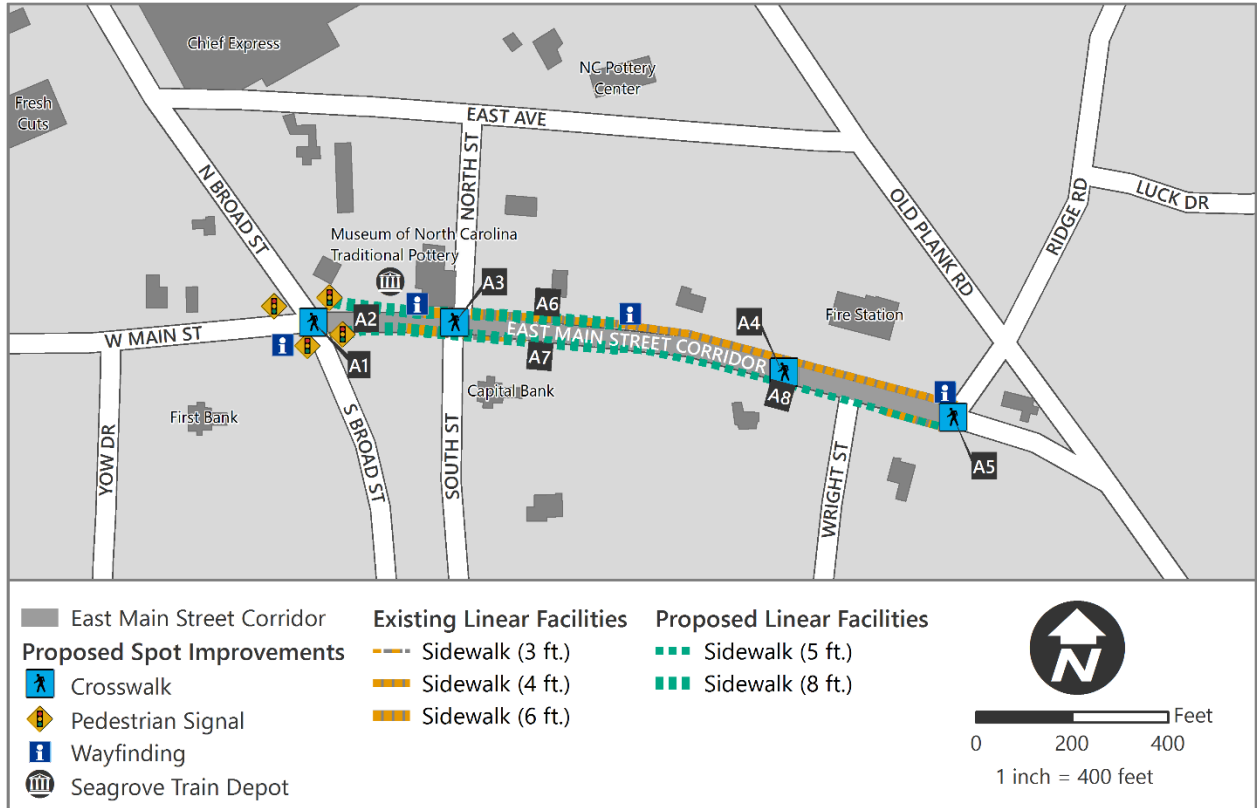 Chief Express
NC Pottery
Center
Fresh
Cuts
EAST AVE
N BROAD ST
NORTH ST
OLD PLANK RD
RIDGE RD
LUCK DR
Museum of North Carolina
Traditional Pottery
A3
A6
A2
A4
Fire Station
W MAIN ST
EAST MAIN STREET CORRIDOR
A1
A7
A8
Capital Bank
First Bank
A5
YOW DR
S BROAD ST
SOUTH ST
WRIGHT ST
East Main Street Corridor
Proposed Spot Improvements
Crosswalk
Pedestrian Signal
Wayfinding
Seagrove Train Depot
Existing Linear Facilities
Sidewalk (3 ft.)
Sidewalk (4 ft.)
Sidewalk (6 ft.)
Proposed Linear Facilities
Sidewalk (5 ft.)
Sidewalk (8 ft.)
N
Feet
0 200 400
1 inch = 400 feet